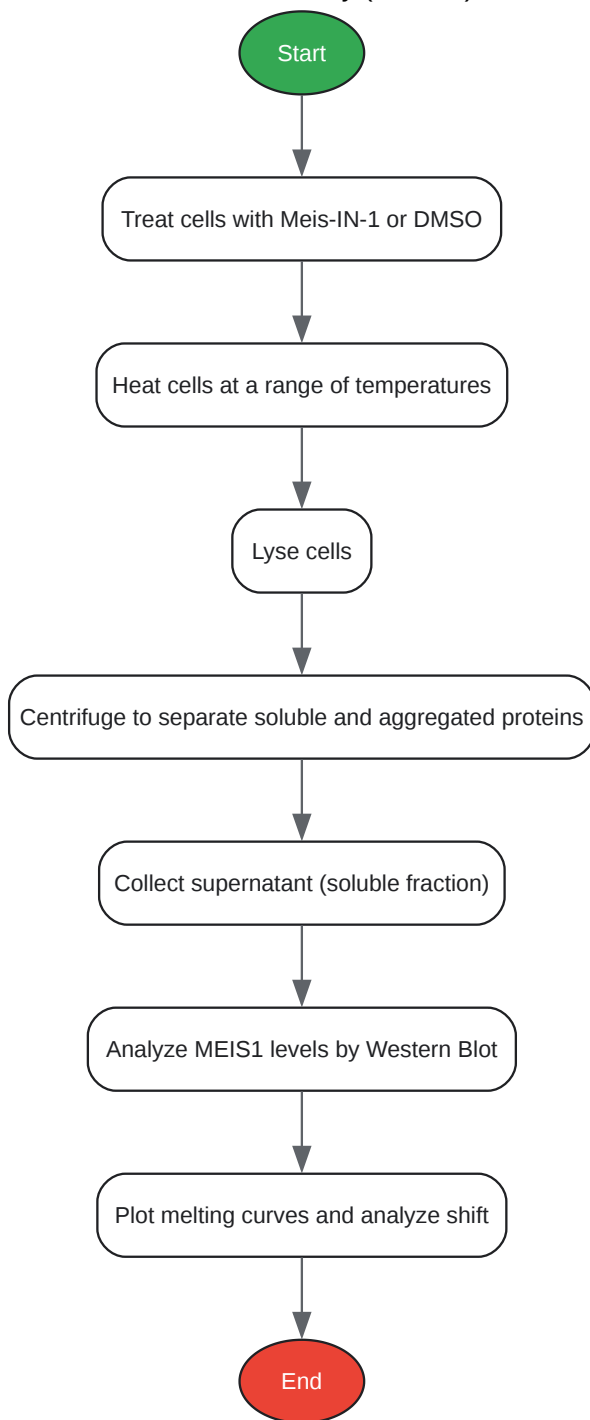 Start
Treat cells with Meis-IN-1 or DMSO
Heat cells at a range of temperatures
Lyse cells
Centrifuge to separate soluble and aggregated proteins
Collect supernatant (soluble fraction)
Analyze MEIS1 levels by Western Blot
Plot melting curves and analyze shift
End